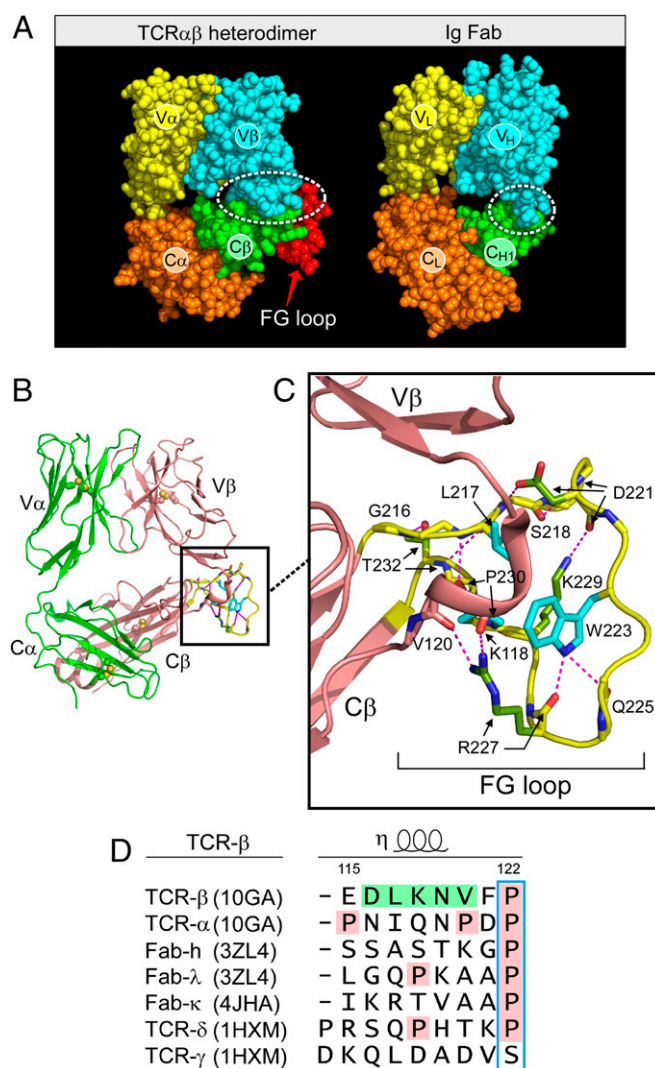 A
TCRαβ heterodimer Ig Fab
Vα Vβ VL VH
Cα Cβ CL CH1
FG loop
B
C
Vα Vβ
Cα Cβ
Vβ
G216 L217 D221
S218
T232 P230 K229
W223
V120 K118
Cβ
Q225
R227
FG loop
D
TCR-β η
115 122
TCR-β (10GA) - E D L K N V F P
TCR-α (10GA) - P N I Q N P D P
Fab-h (3ZL4) - S S A S T K G P
Fab-λ (3ZL4) - L G Q P K A A P
Fab-κ (4JHA) - I K R T V A A P
TCR-δ (1HXM) P R S Q P H T K P
TCR-γ (1HXM) D K Q L D A D V S